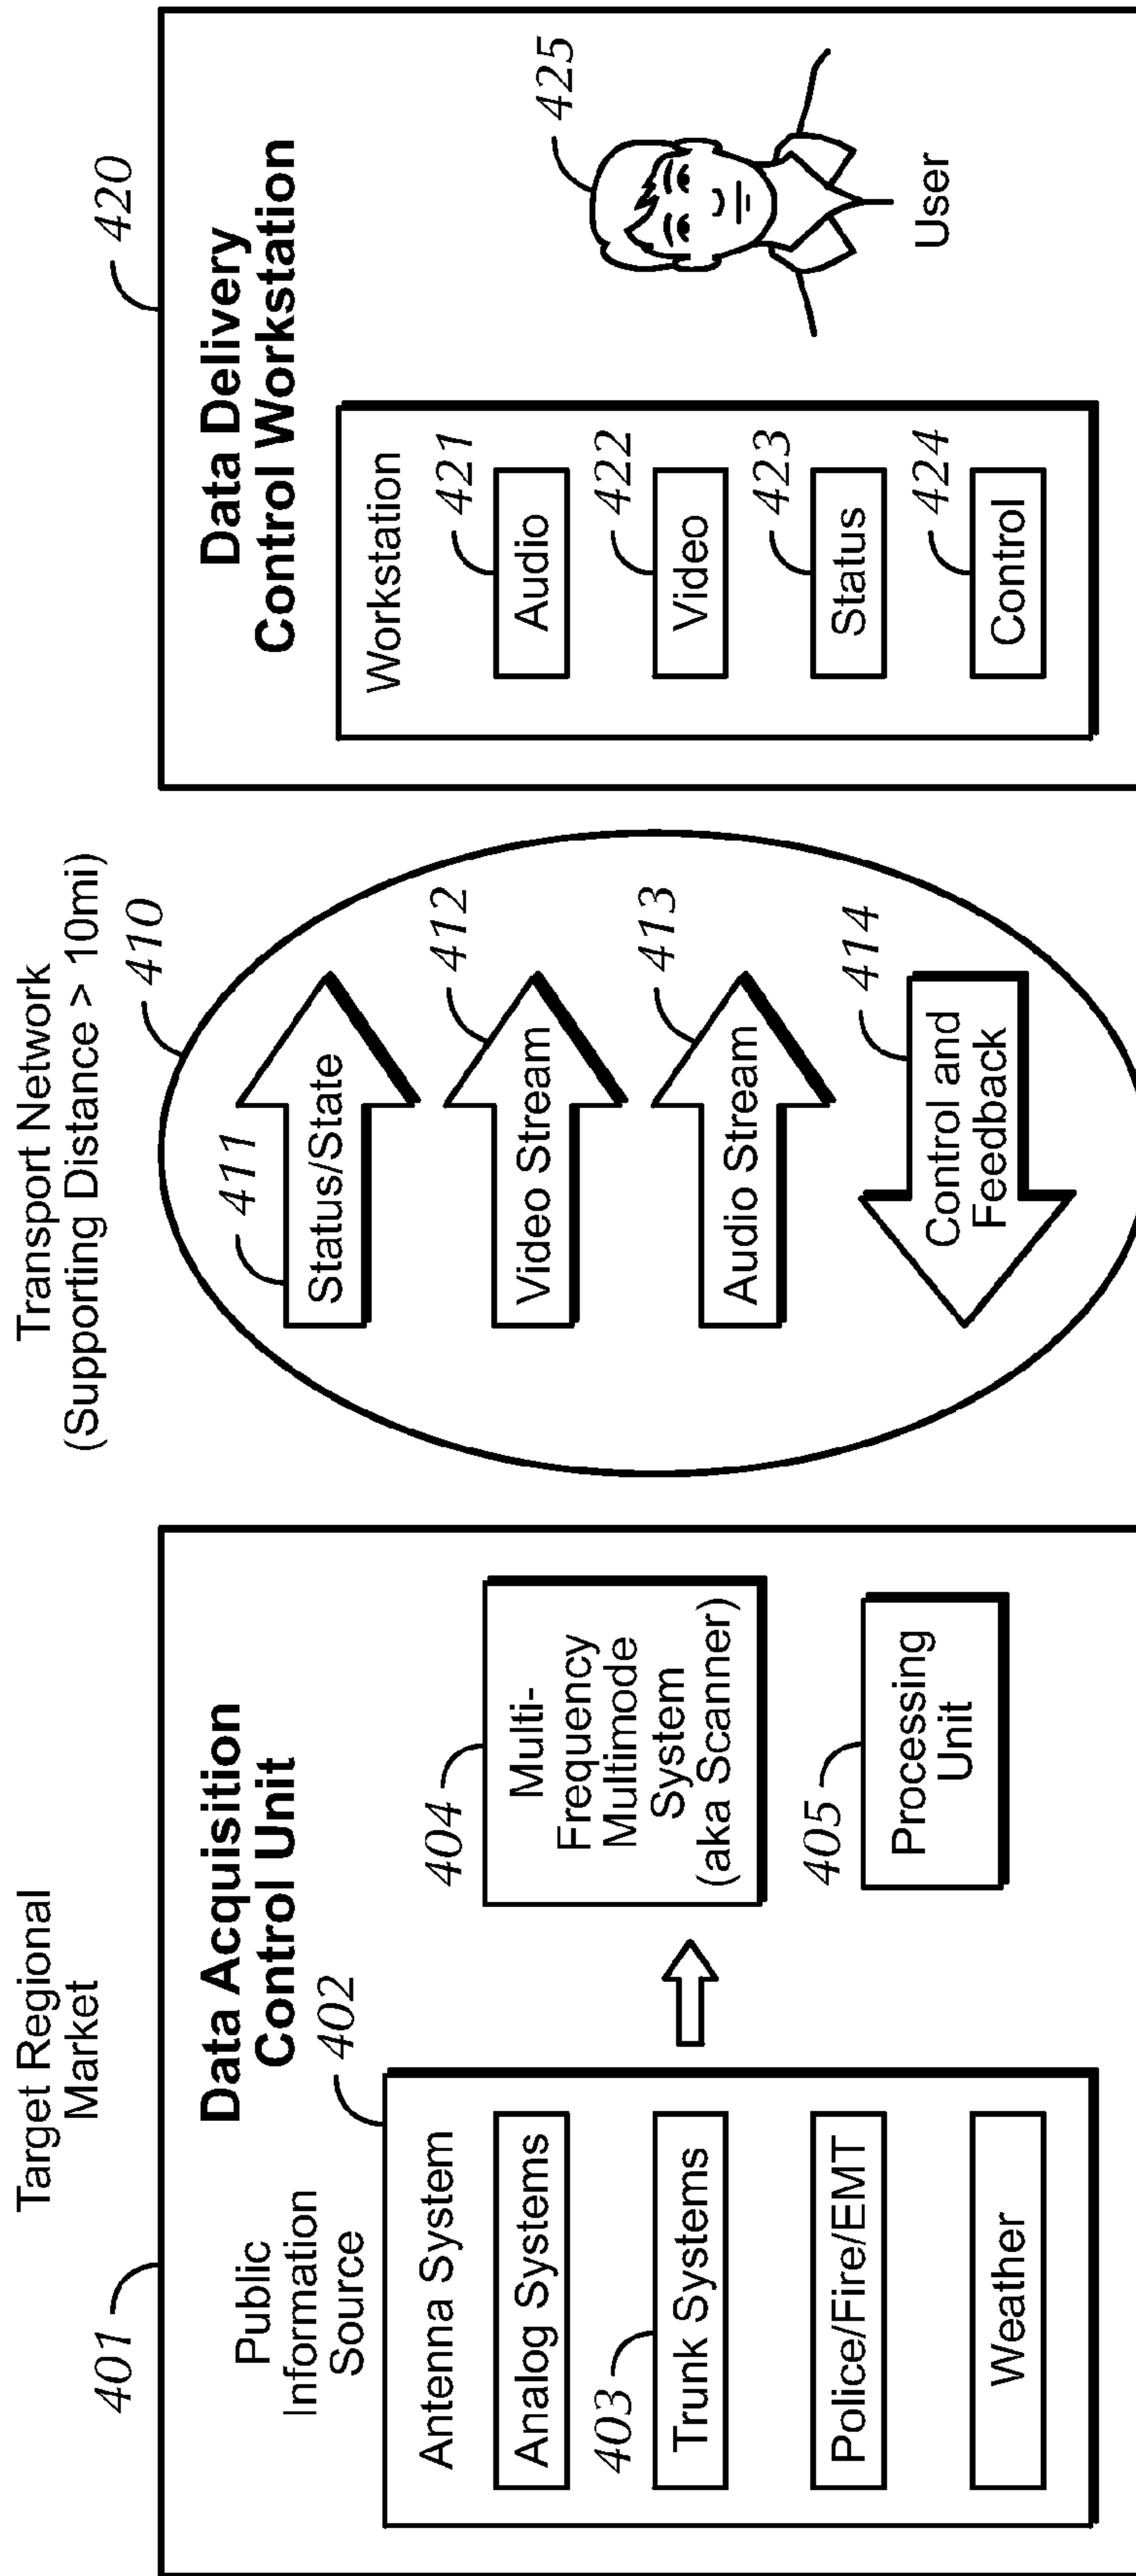 Target Regional
Market
401
Data Acquisition
Control Unit
Public
Information
Source
402
Antenna System
Analog Systems
403
Trunk Systems
Police/Fire/EMT
Weather
404
Multi-
Frequency
Multimode
System
(aka Scanner)
405
Processing
Unit
Transport Network
(Supporting Distance > 10mi)
410
411
Status/State
412
Video Stream
413
Audio Stream
414
Control and
Feedback
420
Data Delivery
Control Workstation
Workstation
421
Audio
422
Video
423
Status
424
Control
425
User